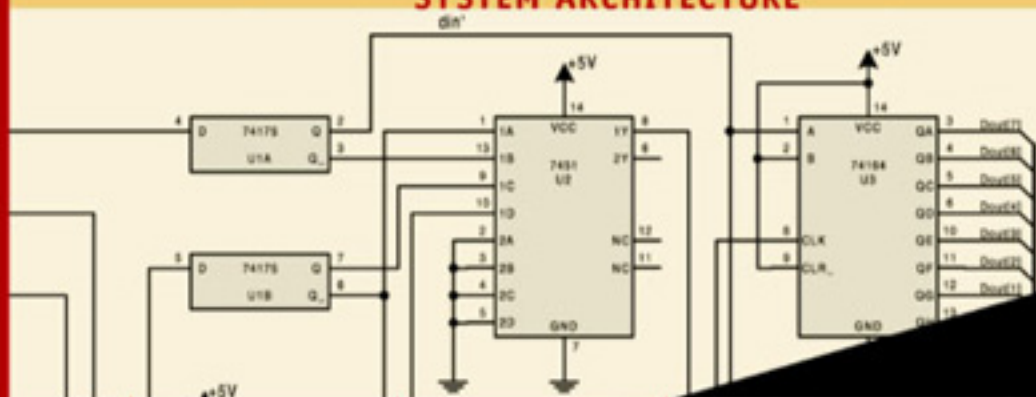 SYSTEM ARCHITECTURE
din'
+5V
+5V
4 D 74175 Q 2
U1A Q_ 3
1 1A VCC 14 1Y 8
13 1B 2Y 6
9 1C 7451
10 1D U2
2 2A NC 12
3 2B NC 11
4 2C
5 2D GND 7
1 A VCC 14 QA 3 Dout[7]
2 B 74164 QB 4 Dout[6]
U3 QC 5 Dout[5]
QD 6 Dout[4]
8 CLK QE 10 Dout[3]
9 CLR_ QF 11 Dout[2]
QG 12 Dout[1]
GND 13
5 D 74175 Q 7
U1B Q_ 6
+5V